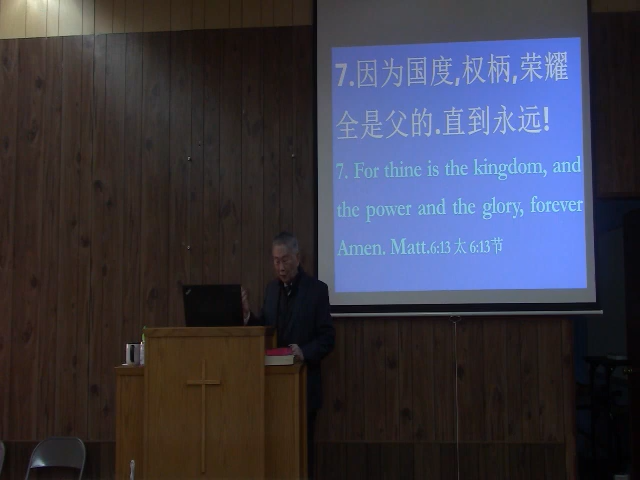 7.因为国度,权柄,荣耀
全是父的.直到永远!
7. For thine is the kingdom, and
the power and the glory, forever
Amen. Matt.6:13 太 6:13节